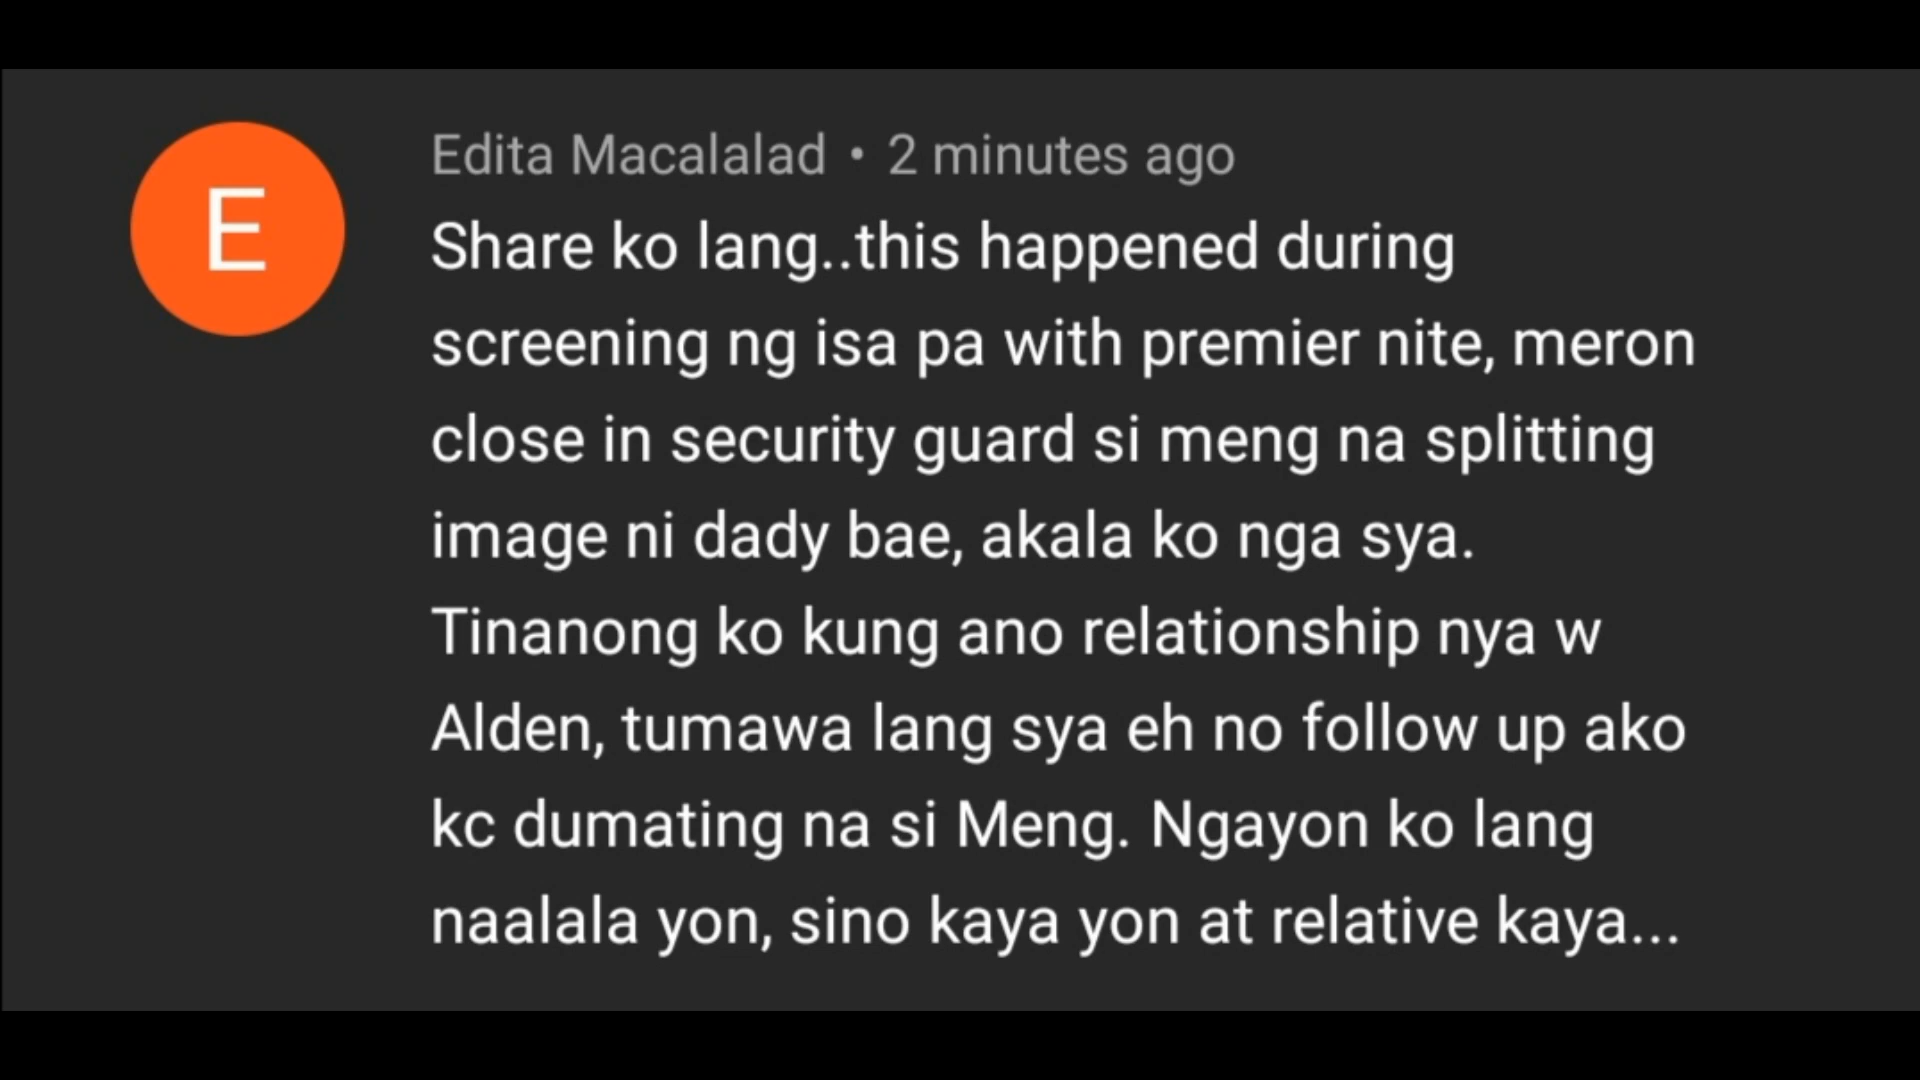 E
Edita Macalalad • 2 minutes ago
Share ko lang..this happened during
screening ng isa pa with premier nite, meron
close in security guard si meng na splitting
image ni dady bae, akala ko nga sya.
Tinanong ko kung ano relationship nya w
Alden, tumawa lang sya eh no follow up ako
kc dumating na si Meng. Ngayon ko lang
naalala yon, sino kaya yon at relative kaya...